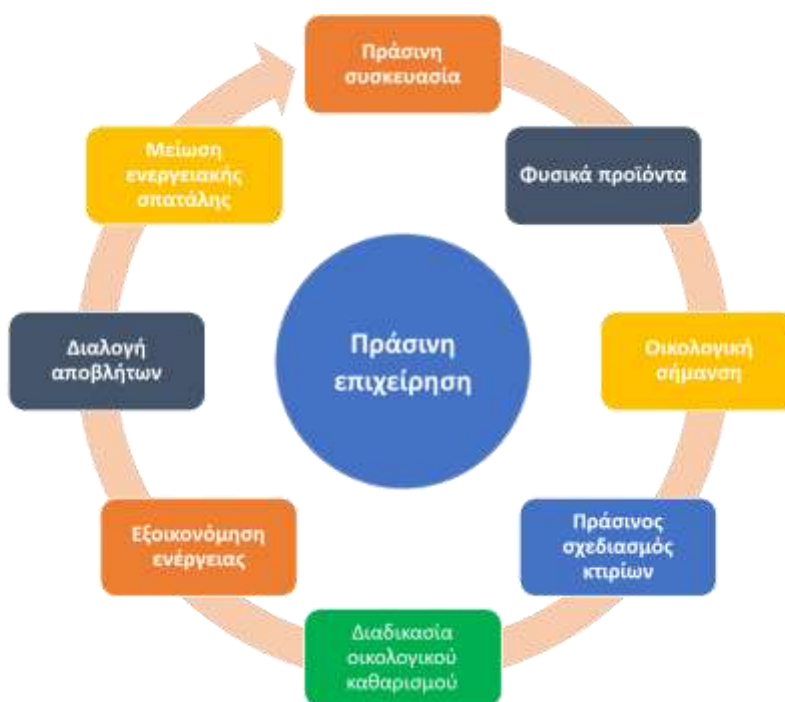 Πράσινη
συσκευασία
Φυσικά προϊόντα
Οικολογική
σήμανση
Πράσινος
σχεδιασμός
κτιρίων
Διαδικασία
οικολογικού
καθαρισμού
Εξοικονόμηση
ενέργειας
Διαλογή
αποβλήτων
Μείωση
ενεργειακής
σπατάλης
Πράσινη
επιχείρηση